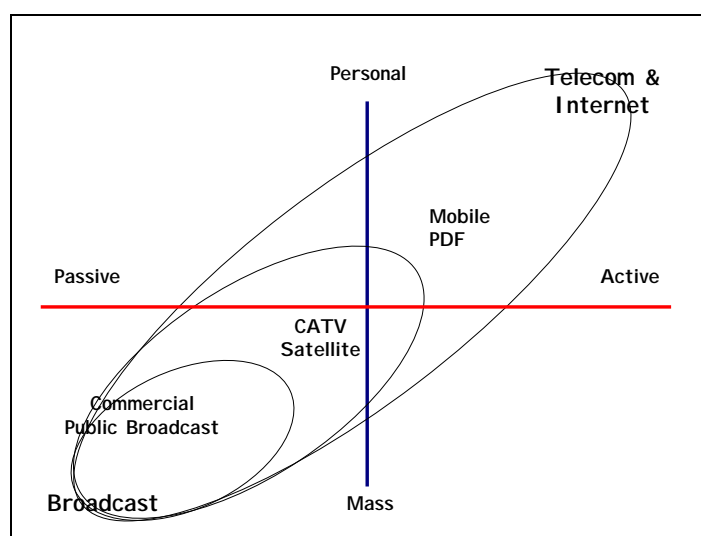 Personal
Telecom &
Internet
Mobile
PDF
Passive
Active
CATV
Satellite
Commercial
Public Broadcast
Broadcast
Mass